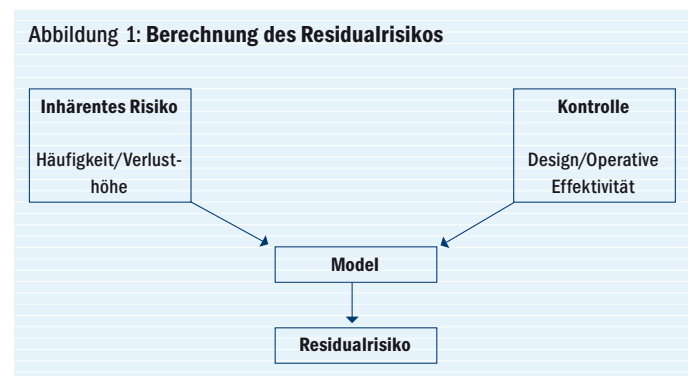 Abbildung 1: Berechnung des Residualrisikos
Inhärentes Risiko
Häufigkeit/Verlust-
höhe
Kontrolle
Design/Operative
Effektivität
Model
Residualrisiko